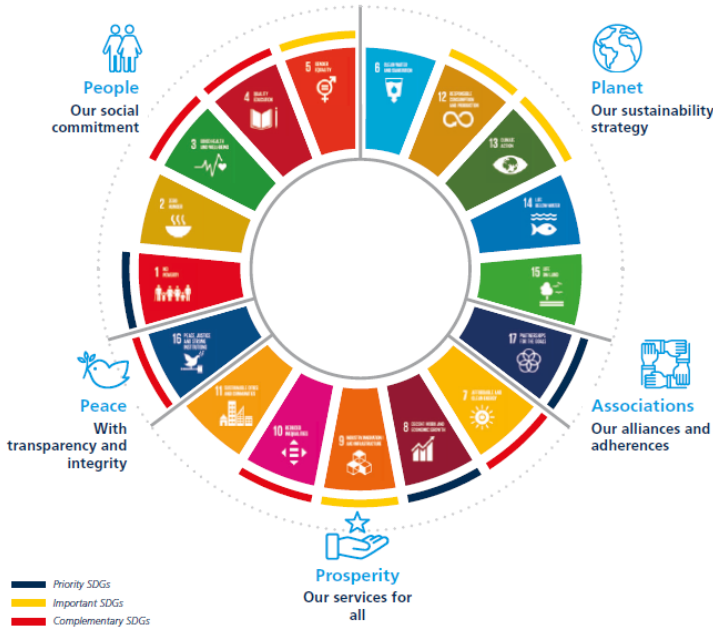 People
Our social
commitment
Planet
Our sustainability
strategy
Associations
Our alliances and
adherences
Prosperity
Our services for
all
Peace
With
transparency and
integrity
1 NO
POVERTY
2 ZERO
HUNGER
3 GOOD HEALTH
AND WELL-BEING
4 QUALITY
EDUCATION
5 GENDER
EQUALITY
6 CLEAN WATER
AND SANITATION
12 RESPONSIBLE
CONSUMPTION
AND PRODUCTION
13 CLIMATE
ACTION
14 LIFE
BELOW WATER
15 LIFE
ON LAND
17 PARTNERSHIPS
FOR THE GOALS
7 AFFORDABLE AND
CLEAN ENERGY
8 DECENT WORK AND
ECONOMIC GROWTH
9 INDUSTRY, INNOVATION
AND INFRASTRUCTURE
10 REDUCED
INEQUALITIES
11 SUSTAINABLE CITIES
AND COMMUNITIES
16 PEACE, JUSTICE
AND STRONG
INSTITUTIONS
Priority SDGs
Important SDGs
Complementary SDGs